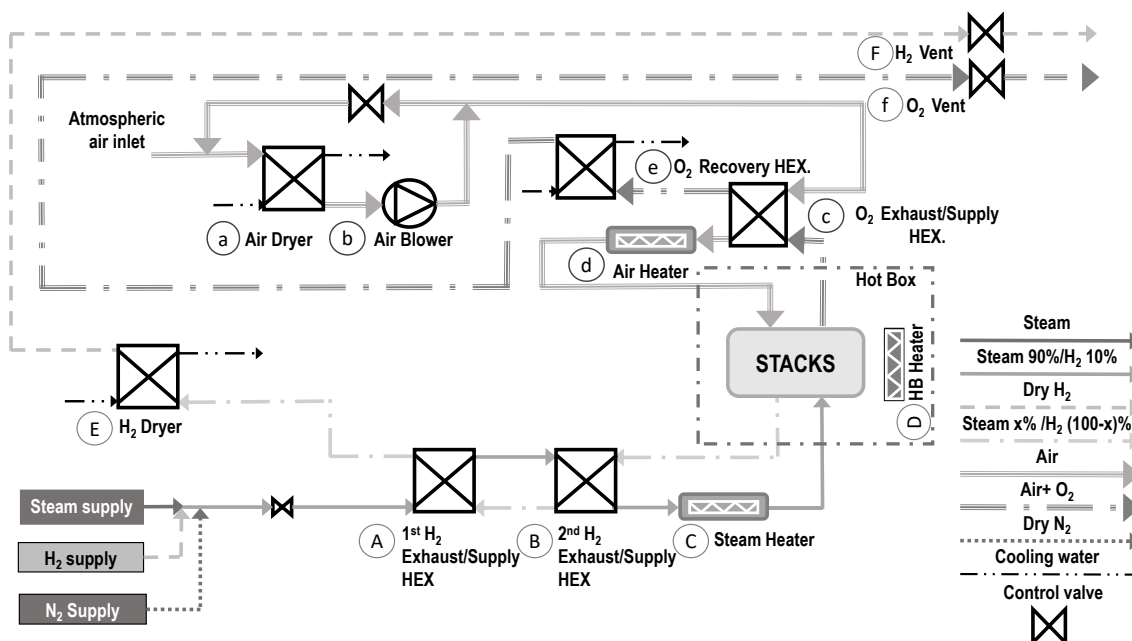 F H₂ Vent
f O₂ Vent
Atmospheric
air inlet
e O₂ Recovery HEX.
a Air Dryer
b Air Blower
c O₂ Exhaust/Supply
HEX.
d Air Heater
Hot Box
STACKS
HB Heater
D
E H₂ Dryer
Steam supply
H₂ supply
N₂ Supply
A 1st H₂
Exhaust/Supply
HEX
B 2nd H₂
Exhaust/Supply
HEX
C Steam Heater
Steam
Steam 90%/H₂ 10%
Dry H₂
Steam x% /H₂ (100-x)%
Air
Air+ O₂
Dry N₂
Cooling water
Control valve